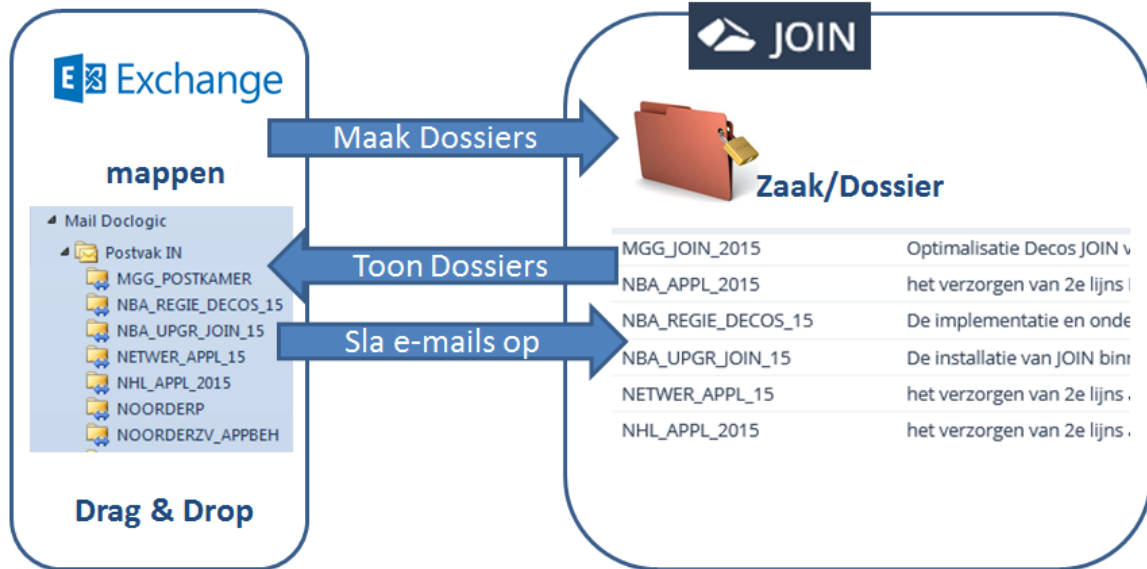 Exchange
mappen
Mail Doclogic
Postvak IN
MGG_POSTKAMER
NBA_REGIE_DECOS_15
NBA_UPGR_JOIN_15
NETWER_APPL_15
NHL_APPL_2015
NOORDERP
NOORDERZV_APPBEH
Drag & Drop
Maak Dossiers
Toon Dossiers
Sla e-mails op
JOIN
Zaak/Dossier
MGG_JOIN_2015 Optimalisatie Decos JOIN v
NBA_APPL_2015 het verzorgen van 2e lijns
NBA_REGIE_DECOS_15 De implementatie en onde
NBA_UPGR_JOIN_15 De installatie van JOIN binn
NETWER_APPL_15 het verzorgen van 2e lijns
NHL_APPL_2015 het verzorgen van 2e lijns